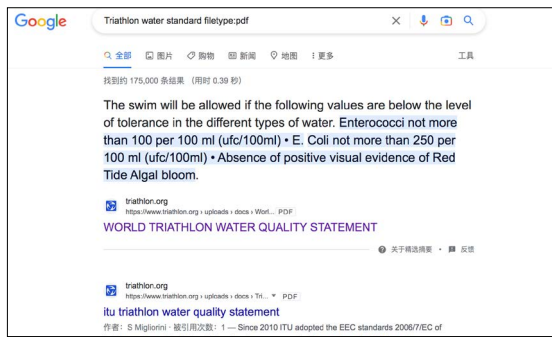 Google
Triathlon water standard filetype:pdf
全部 图片 购物 新闻 地图 更多 工具
找到约 175,000 条结果 （用时 0.39 秒）
The swim will be allowed if the following values are below the level
of tolerance in the different types of water. Enterococci not more
than 100 per 100 ml (ufc/100ml) • E. Coli not more than 250 per
100 ml (ufc/100ml) • Absence of positive visual evidence of Red
Tide Algal bloom.
triathlon.org
https://www.triathlon.org › uploads › docs › Worl... PDF
WORLD TRIATHLON WATER QUALITY STATEMENT
关于精选摘要 • 反馈
triathlon.org
https://www.triathlon.org › uploads › docs › Tri... PDF
itu triathlon water quality statement
作者：S Migliorini · 被引用次数：1 — Since 2010 ITU adopted the EEC standards 2006/7/EC of